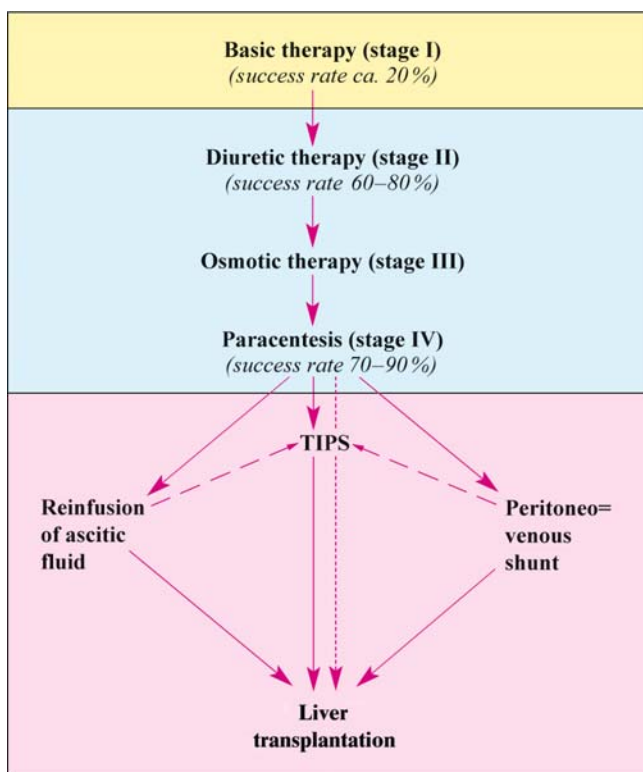 Basic therapy (stage I)
(success rate ca. 20 %)
Diuretic therapy (stage II)
(success rate 60–80 %)
Osmotic therapy (stage III)
Paracentesis (stage IV)
(success rate 70–90 %)
TIPS
Reinfusion
of ascitic
fluid
Peritoneo=
venous
shunt
Liver
transplantation